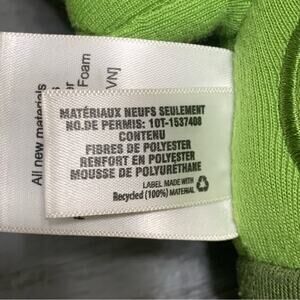 MATÉRIAUX NEUFS SEULEMENT
NO.DE PERMIS: 10T-1537408
CONTENU
FIBRES DE POLYESTER
RENFORT EN POLYESTER
MOUSSE DE POLYURÉTHANE
LABEL MADE WITH
Recycled (100%) MATERIAL
All new materials
Foam
VN]